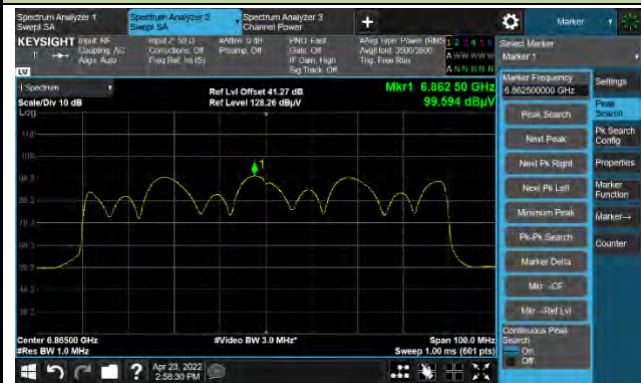 Spectrum Analyzer 1
Swept SA
Spectrum Analyzer 2
Swept SA
Spectrum Analyzer 3
Channel Power
+
Marker
KEYSIGHT
Input: RF
Coupling: AC
Align: Auto
Input Z: 50 Ω
Corrections: Off
Freq Ref: Int (S)
#Atten: 0 dB
Preamp: Off
PNO: Fast
Gate: Off
IF Gain: High
Sig Track: Off
#Avg Type: Power (RMS)
Avg|Hold: 3500/3500
Trig: Free Run
1 2 3 4 5 6
A W W W W W
A N N N N N
LV
1 Spectrum
Scale/Div 10 dB
Log
Ref Lvl Offset 41.27 dB
Ref Level 128.26 dBµV
Mkr1 6.862 50 GHz
99.594 dBµV
118
108
98.3
78.3
1
Center 6.86500 GHz
#Res BW 1.0 MHz
#Video BW 3.0 MHz*
Span 100.0 MHz
Sweep 1.00 ms (601 pts)
Select Marker
Marker 1
Marker Frequency
6.862500000 GHz
Peak Search
Next Peak
Next Pk Right
Next Pk Left
Minimum Peak
Pk-Pk Search
Marker Delta
Mkr→CF
Mkr→Ref Lvl
Continuous Peak
Search
On
Off
Settings
Peak
Search
Pk Search
Config
Properties
Marker
Function
Marker→
Counter
?
Apr 23, 2022
2:58:30 PM